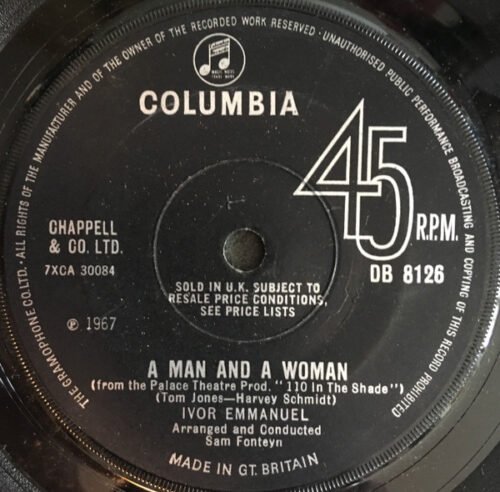 THE GRAMOPHONE CO. LTD. · ALL RIGHTS OF THE MANUFACTURER AND OF THE OWNER OF THE RECORDED WORK RESERVED · UNAUTHORISED PUBLIC PERFORMANCE BROADCASTING AND COPYING OF THIS RECORD PROHIBITED
COLUMBIA
45
R.P.M.
CHAPPELL
& CO. LTD.
7XCA 30084
DB 8126
SOLD IN U.K. SUBJECT TO
RESALE PRICE CONDITIONS,
SEE PRICE LISTS
℗ 1967
A MAN AND A WOMAN
(from the Palace Theatre Prod. "110 In The Shade")
(Tom Jones—Harvey Schmidt)
IVOR EMMANUEL
Arranged and Conducted
Sam Fonteyn
MADE IN GT. BRITAIN